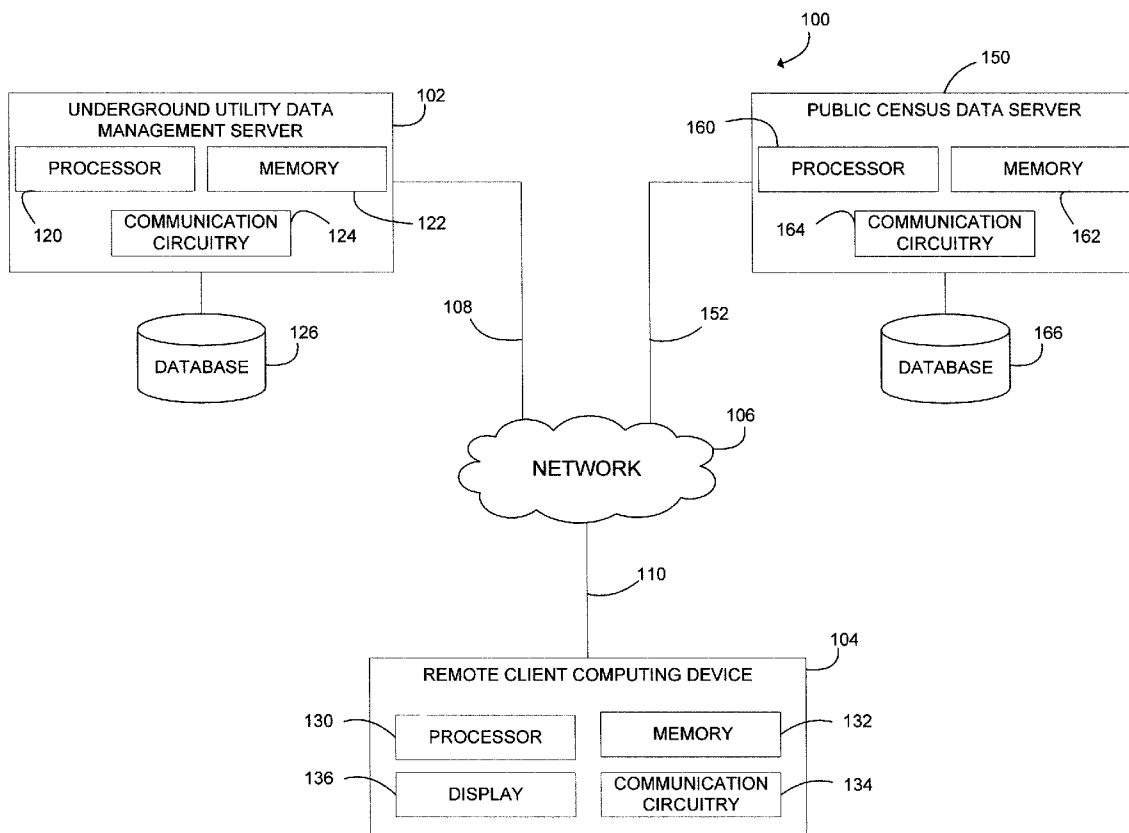 100
UNDERGROUND UTILITY DATA
MANAGEMENT SERVER
102
PROCESSOR
MEMORY
120
COMMUNICATION
CIRCUITRY
124
122
DATABASE
126
150
PUBLIC CENSUS DATA SERVER
160
PROCESSOR
MEMORY
164
COMMUNICATION
CIRCUITRY
162
DATABASE
166
108
152
106
NETWORK
110
104
REMOTE CLIENT COMPUTING DEVICE
130
PROCESSOR
MEMORY
132
136
DISPLAY
COMMUNICATION
CIRCUITRY
134